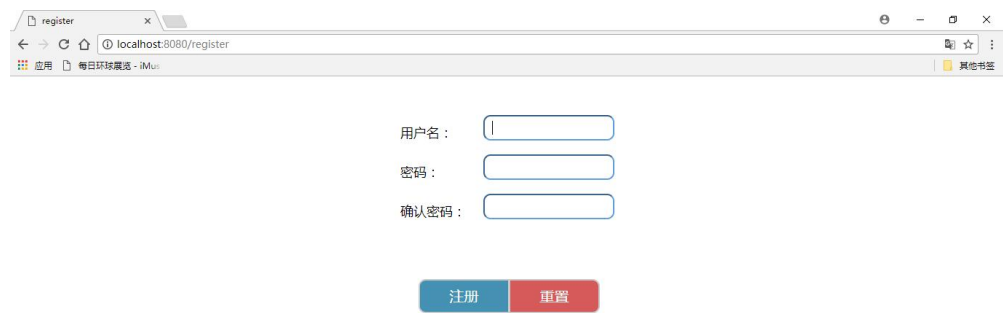 register
localhost:8080/register
应用 每日环球展览 - iMus 其他书签
用户名：
密码：
确认密码：
注册 重置